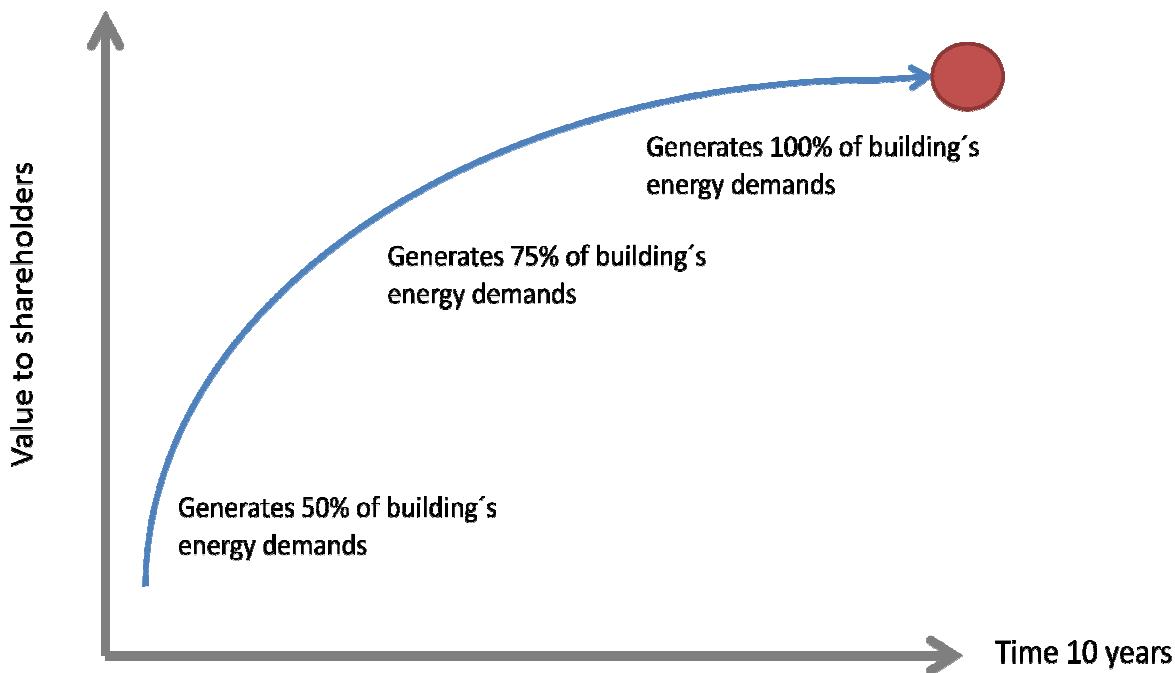 Value to shareholders
Generates 100% of building´s
energy demands
Generates 75% of building´s
energy demands
Generates 50% of building´s
energy demands
Time 10 years